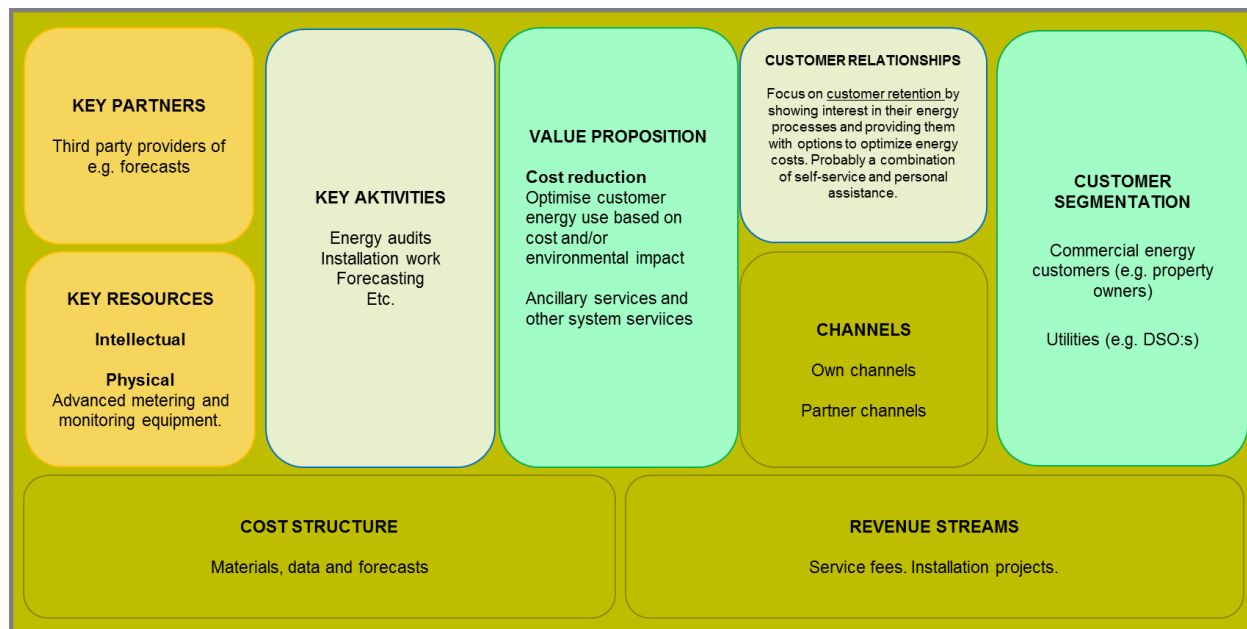 KEY PARTNERS
Third party providers of
e.g. forecasts
KEY RESOURCES
Intellectual
Physical
Advanced metering and
monitoring equipment.
KEY AKTIVITIES
Energy audits
Installation work
Forecasting
Etc.
VALUE PROPOSITION
Cost reduction
Optimise customer
energy use based on
cost and/or
environmental impact
Ancillary services and
other system serviices
CUSTOMER RELATIONSHIPS
Focus on customer retention by
showing interest in their energy
processes and providing them
with options to optimize energy
costs. Probably a combination
of self-service and personal
assistance.
CHANNELS
Own channels
Partner channels
CUSTOMER
SEGMENTATION
Commercial energy
customers (e.g. property
owners)
Utilities (e.g. DSO:s)
COST STRUCTURE
Materials, data and forecasts
REVENUE STREAMS
Service fees. Installation projects.